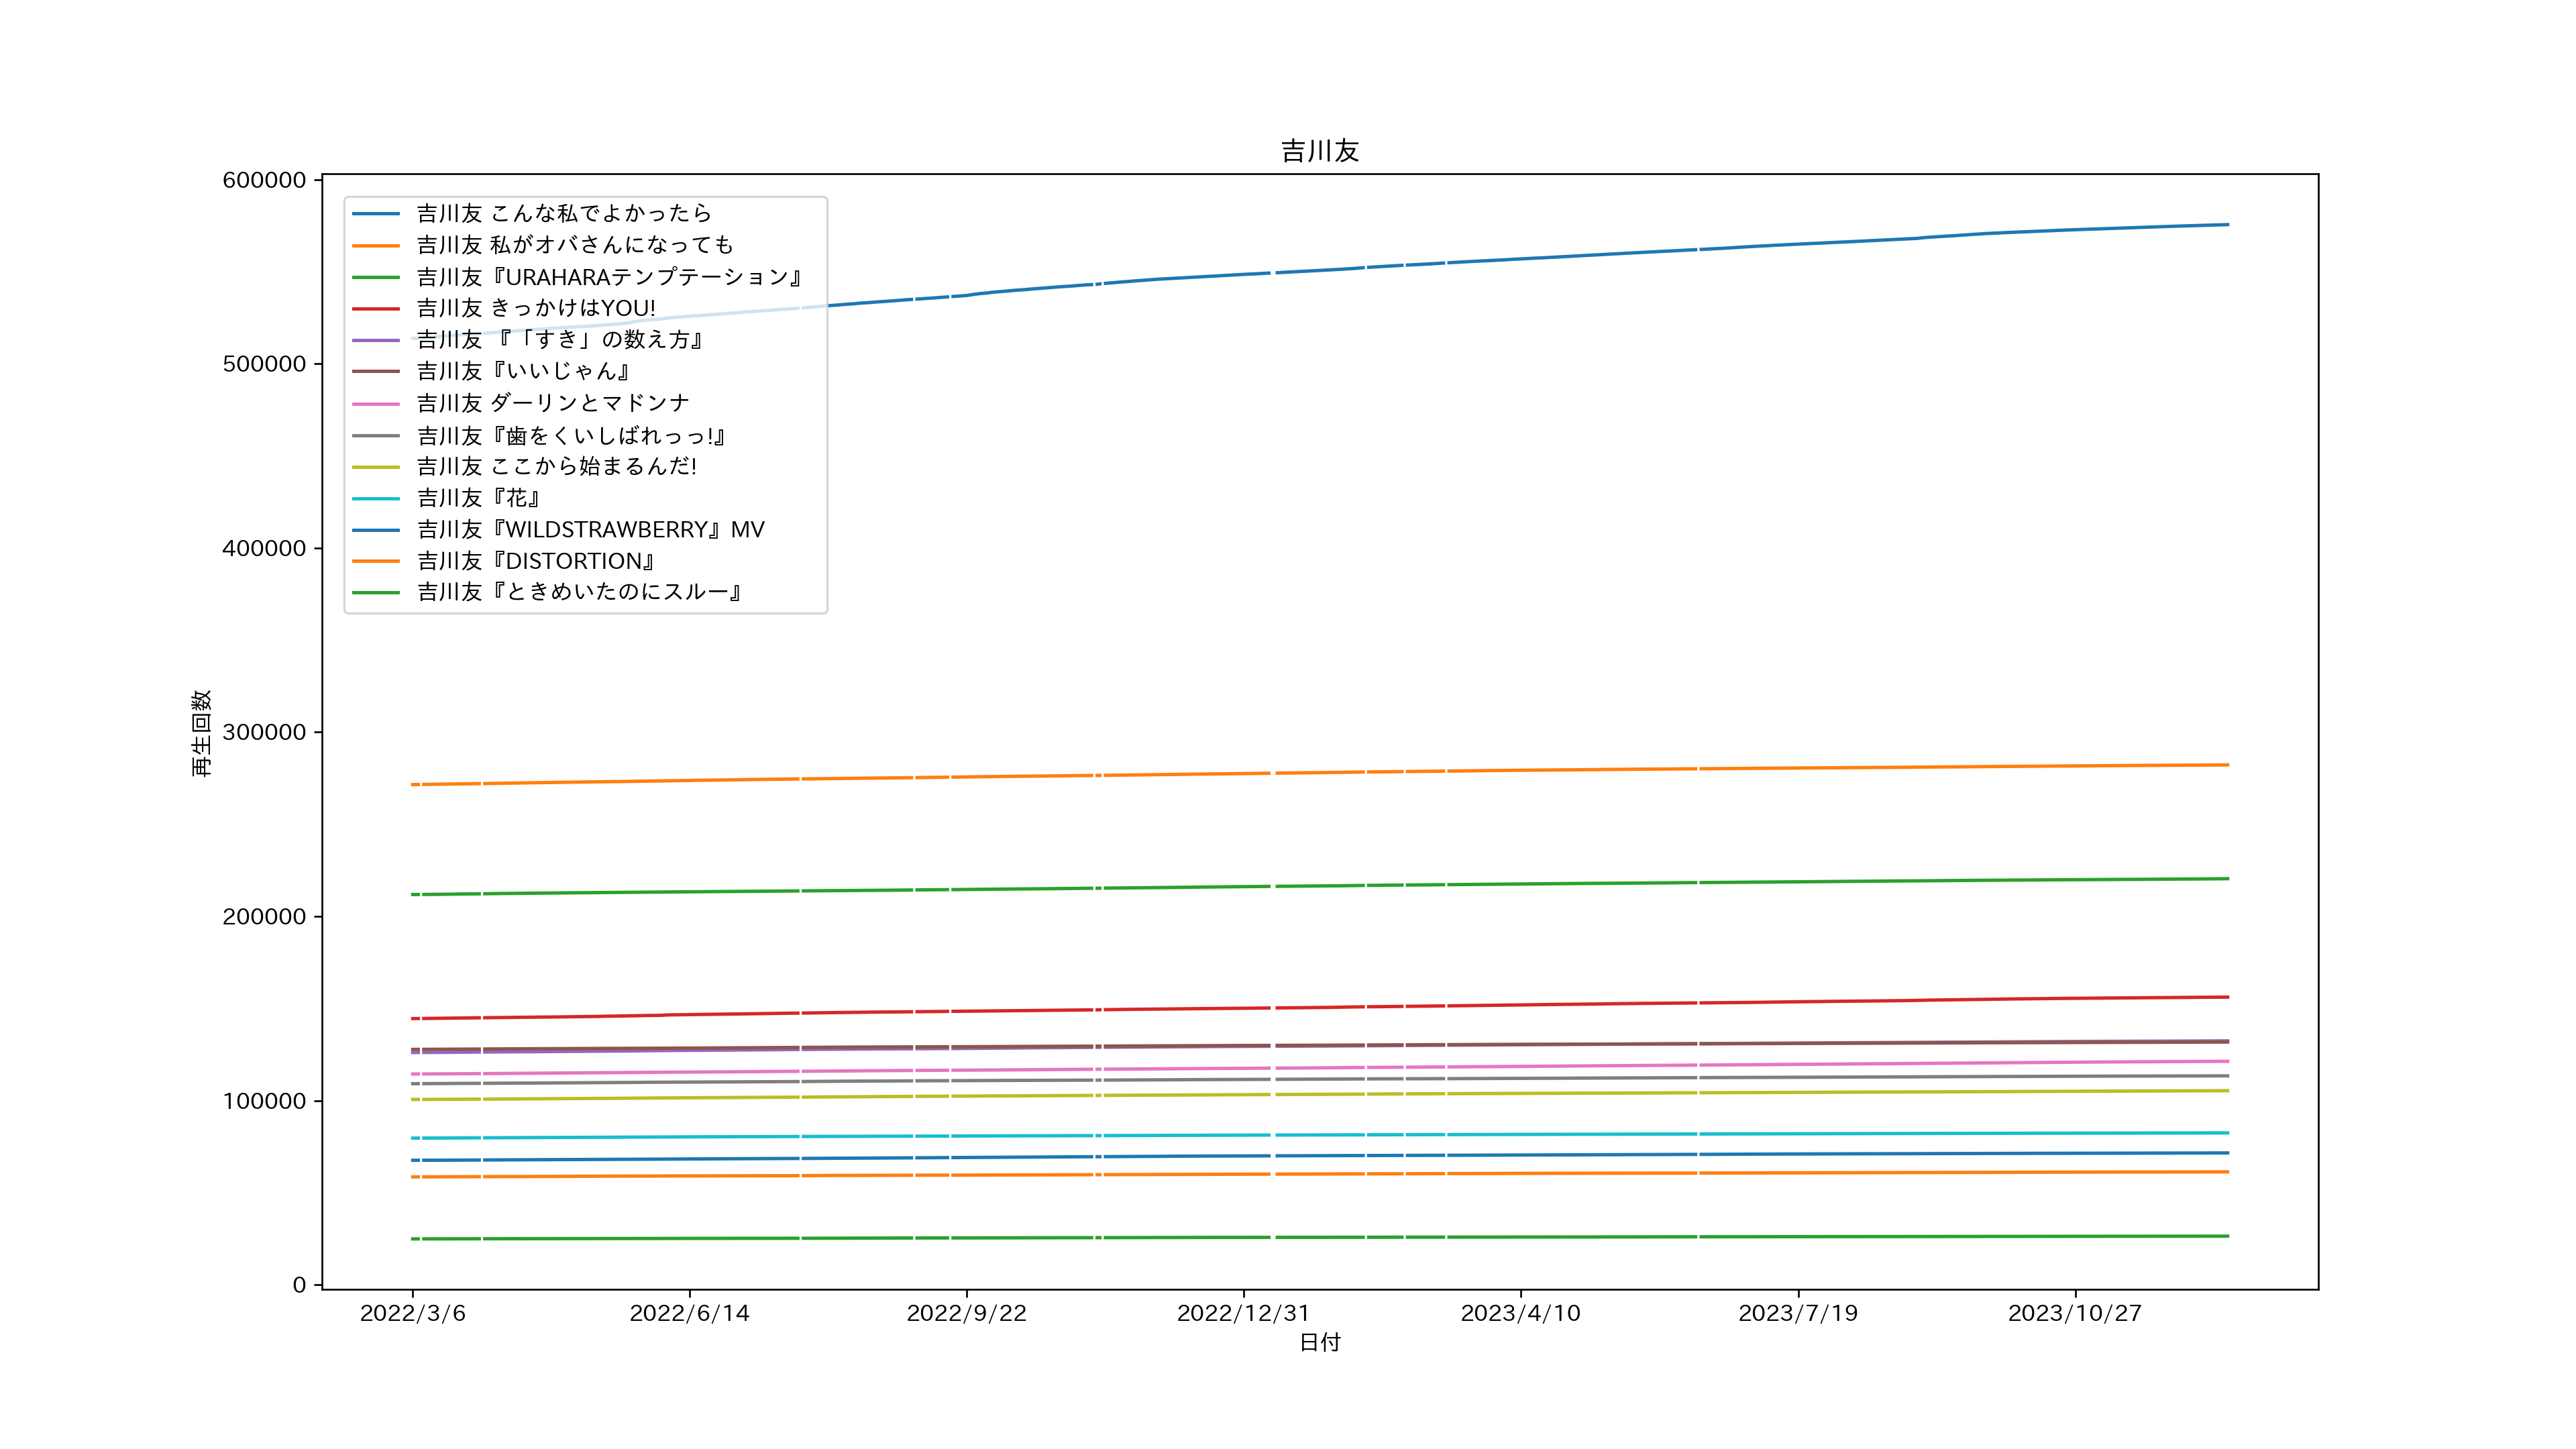 吉川友
600000
500000
400000
300000
200000
100000
0
再生回数
吉川友 こんな私でよかったら
吉川友 私がオバさんになっても
吉川友『URAHARAテンプテーション』
吉川友 きっかけはYOU!
吉川友 『「すき」の数え方』
吉川友『いいじゃん』
吉川友 ダーリンとマドンナ
吉川友『歯をくいしばれっっ!』
吉川友 ここから始まるんだ!
吉川友『花』
吉川友『WILDSTRAWBERRY』MV
吉川友『DISTORTION』
吉川友『ときめいたのにスルー』
2022/3/6 2022/6/14 2022/9/22 2022/12/31 2023/4/10 2023/7/19 2023/10/27
日付